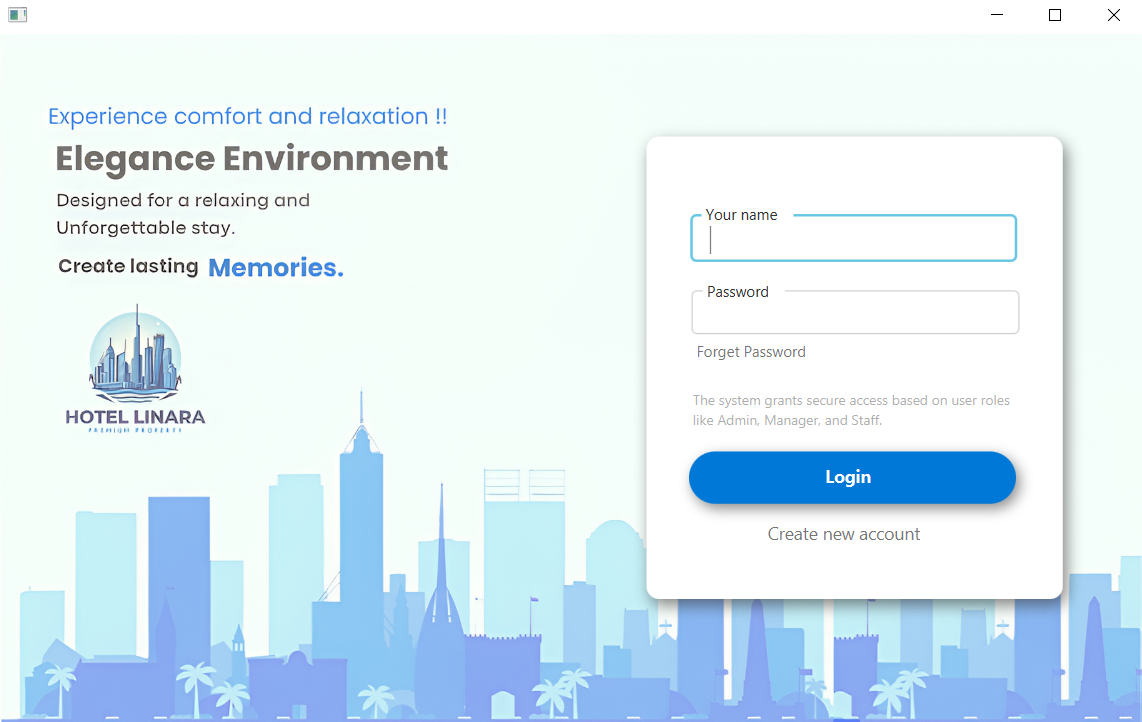 Experience comfort and relaxation !!
Elegance Environment
Designed for a relaxing and
Unforgettable stay.
Create lasting Memories.
HOTEL LINARA
PREMIUM PROPERTY
Your name
Password
Forget Password
The system grants secure access based on user roles
like Admin, Manager, and Staff.
Login
Create new account